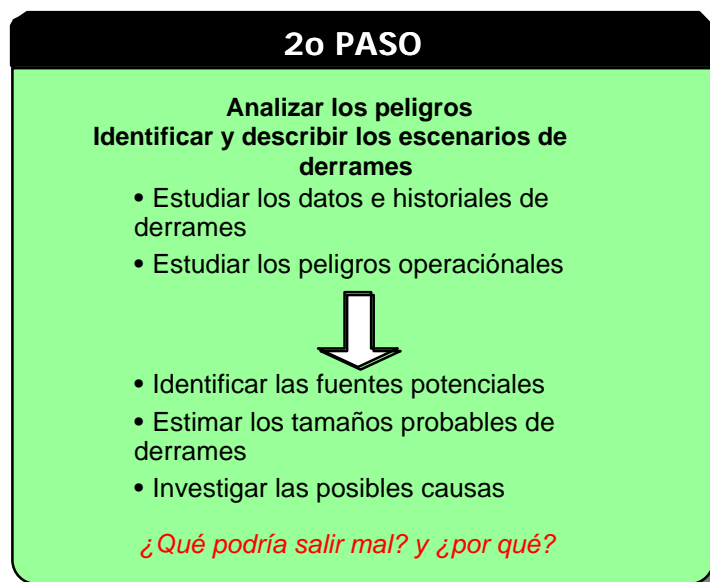 2o PASO
Analizar los peligros
Identificar y describir los escenarios de
derrames
• Estudiar los datos e historiales de
derrames
• Estudiar los peligros operaciónales
• Identificar las fuentes potenciales
• Estimar los tamaños probables de
derrames
• Investigar las posibles causas
¿Qué podría salir mal? y ¿por qué?